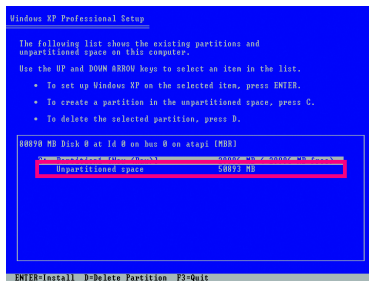 Windows XP Professional Setup
The following list shows the existing partitions and
unpartitioned space on this computer.
Use the UP and DOWN ARROW keys to select an item in the list.
• To set up Windows XP on the selected item, press ENTER.
• To create a partition in the unpartitioned space, press C.
• To delete the selected partition, press D.
80890 MB Disk 0 at Id 0 on bus 0 on atapi [MBR]
Unpartitioned space 50893 MB
ENTER=Install D=Delete Partition F3=Quit